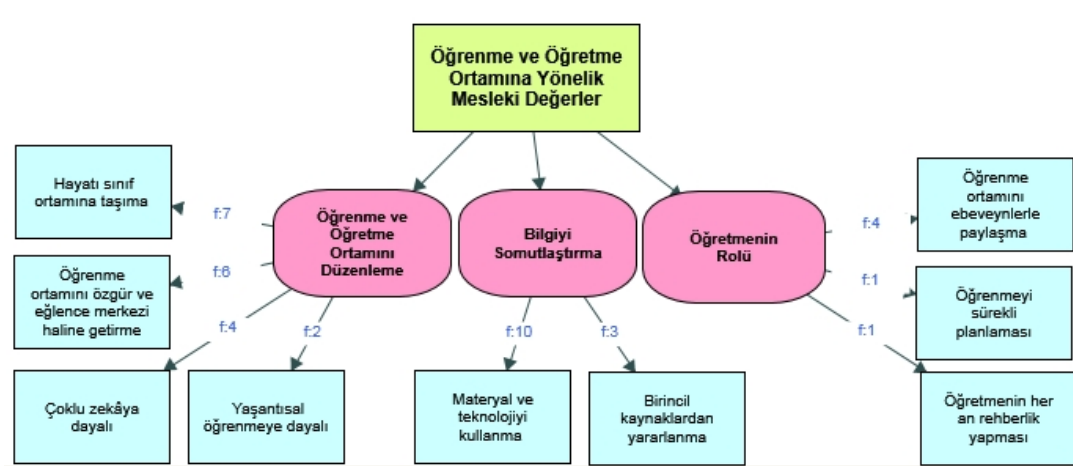 Öğrenme ve Öğretme
Ortamına Yönelik
Mesleki Değerler
Hayatı sınıf
ortamına taşıma
f:7
Öğrenme ve
Öğretme
Ortamını
Düzenleme
Bilgiyi
Somutlaştırma
Öğretmenin
Rolü
f:4
Öğrenme
ortamını
ebeveynlerle
paylaşma
Öğrenme
ortamını özgür ve
eğlence merkezi
haline getirme
f:6
f:1
Öğrenmeyi
sürekli
planlaması
f:4
f:2
f:10
f:3
f:1
Çoklu zekâya
dayalı
Yaşantısal
öğrenmeye dayalı
Materyal ve
teknolojiyi
kullanma
Birincil
kaynaklardan
yararlanma
Öğretmenin her
an rehberlik
yapması